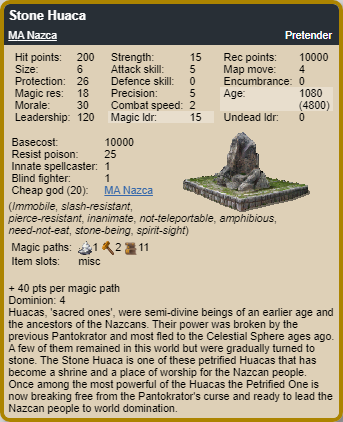 Stone Huaca
MA Nazca Pretender
Hit points: 200 Strength: 15 Rec points: 10000
Size: 6 Attack skill: 5 Map move: 4
Protection: 26 Defence skill: 0 Encumbrance: 0
Magic res: 18 Precision: 5 Age: 1080
Morale: 30 Combat speed: 2 (4800)
Leadership: 120 Magic ldr: 15 Undead ldr: 0
Basecost: 10000
Resist poison: 25
Innate spellcaster: 1
Blind fighter: 1
Cheap god (20): MA Nazca
(Immobile, slash-resistant,
pierce-resistant, inanimate, not-teleportable, amphibious,
need-not-eat, stone-being, spirit-sight)
Magic paths: 1 2 11
Item slots: misc
+ 40 pts per magic path
Dominion: 4
Huacas, 'sacred ones', were semi-divine beings of an earlier age and
the ancestors of the Nazcans. Their power was broken by the
previous Pantokrator and most fled to the Celestial Sphere ages ago.
A few of them remained in this world but were gradually turned to
stone. The Stone Huaca is one of these petrified Huacas that has
become a shrine and a place of worship for the Nazcan people.
Once among the most powerful of the Huacas the Petrified One is
now breaking free from the Pantokrator's curse and ready to lead the
Nazcan people to world domination.